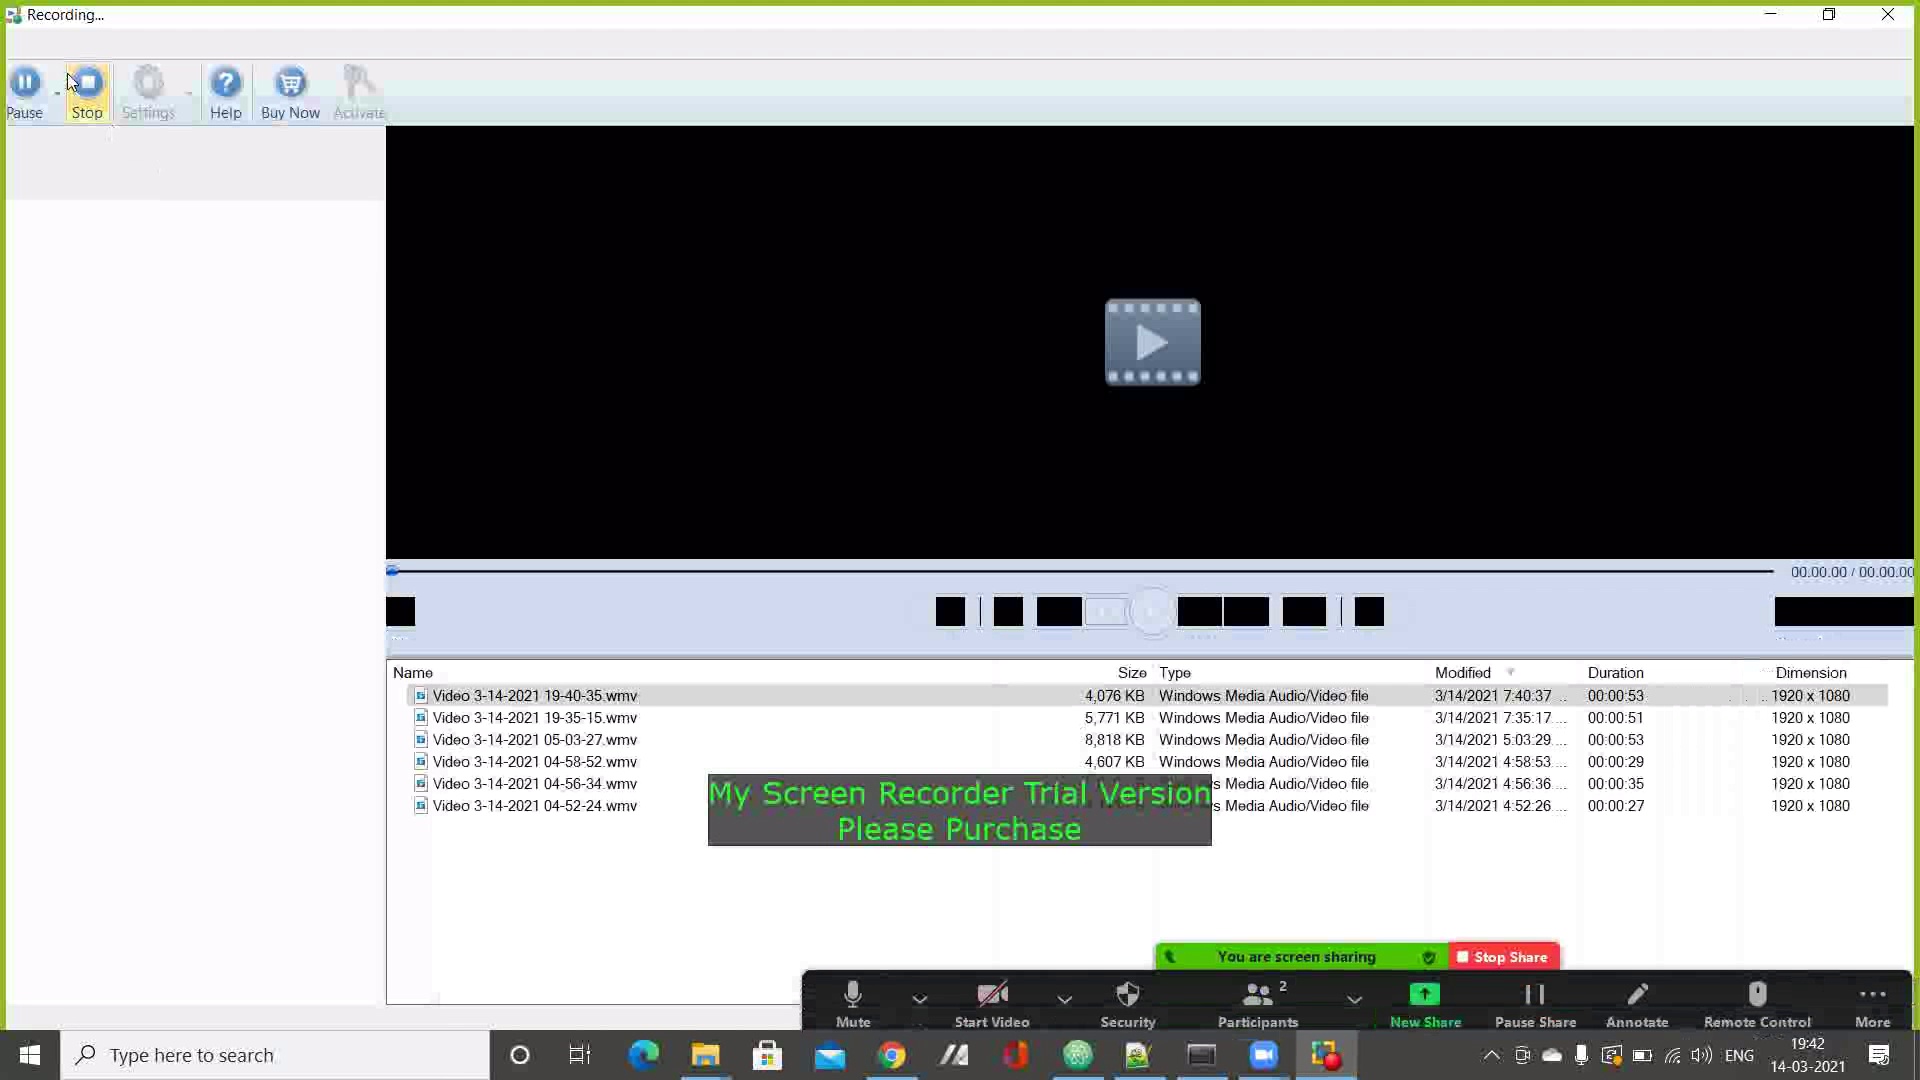 Recording...
Pause Stop Settings Help Buy Now Activate
00.00.00 / 00.00.00
Name Size Type Modified Duration Dimension
Video 3-14-2021 19-40-35.wmv 4,076 KB Windows Media Audio/Video file 3/14/2021 7:40:37 ... 00:00:53 1920 x 1080
Video 3-14-2021 19-35-15.wmv 5,771 KB Windows Media Audio/Video file 3/14/2021 7:35:17 ... 00:00:51 1920 x 1080
Video 3-14-2021 05-03-27.wmv 8,818 KB Windows Media Audio/Video file 3/14/2021 5:03:29 ... 00:00:53 1920 x 1080
Video 3-14-2021 04-58-52.wmv 4,607 KB Windows Media Audio/Video file 3/14/2021 4:58:53 ... 00:00:29 1920 x 1080
Video 3-14-2021 04-56-34.wmv s Media Audio/Video file 3/14/2021 4:56:36 ... 00:00:35 1920 x 1080
Video 3-14-2021 04-52-24.wmv s Media Audio/Video file 3/14/2021 4:52:26 ... 00:00:27 1920 x 1080
My Screen Recorder Trial Version
Please Purchase
You are screen sharing Stop Share
2
Mute Start Video Security Participants New Share Pause Share Annotate Remote Control More
Type here to search
ENG
19:42
14-03-2021